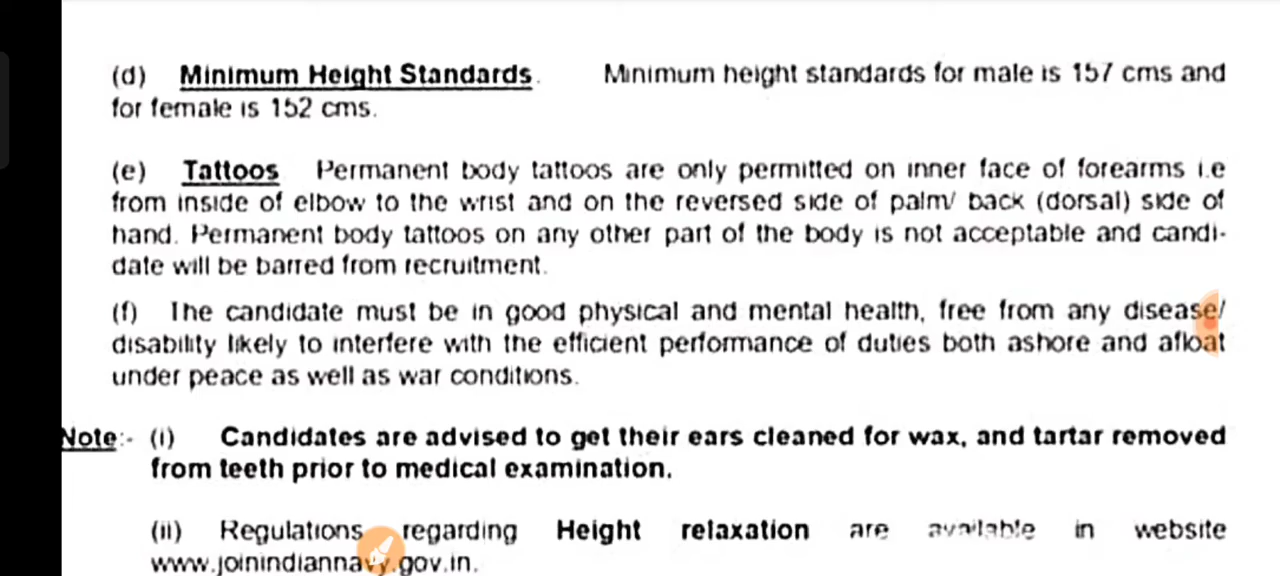 (d) Minimum Height Standards. Minimum height standards for male is 157 cms and
for female is 152 cms.
(e) Tattoos Permanent body tattoos are only permitted on inner face of forearms i.e
from inside of elbow to the wrist and on the reversed side of palm/ back (dorsal) side of
hand. Permanent body tattoos on any other part of the body is not acceptable and candi-
date will be barred from recruitment.
(f) The candidate must be in good physical and mental health, free from any disease/
disability likely to interfere with the efficient performance of duties both ashore and afloat
under peace as well as war conditions.
Note:- (i) Candidates are advised to get their ears cleaned for wax, and tartar removed
from teeth prior to medical examination.
(ii) Regulations regarding Height relaxation are available in website
www.joinindiannavy.gov.in.